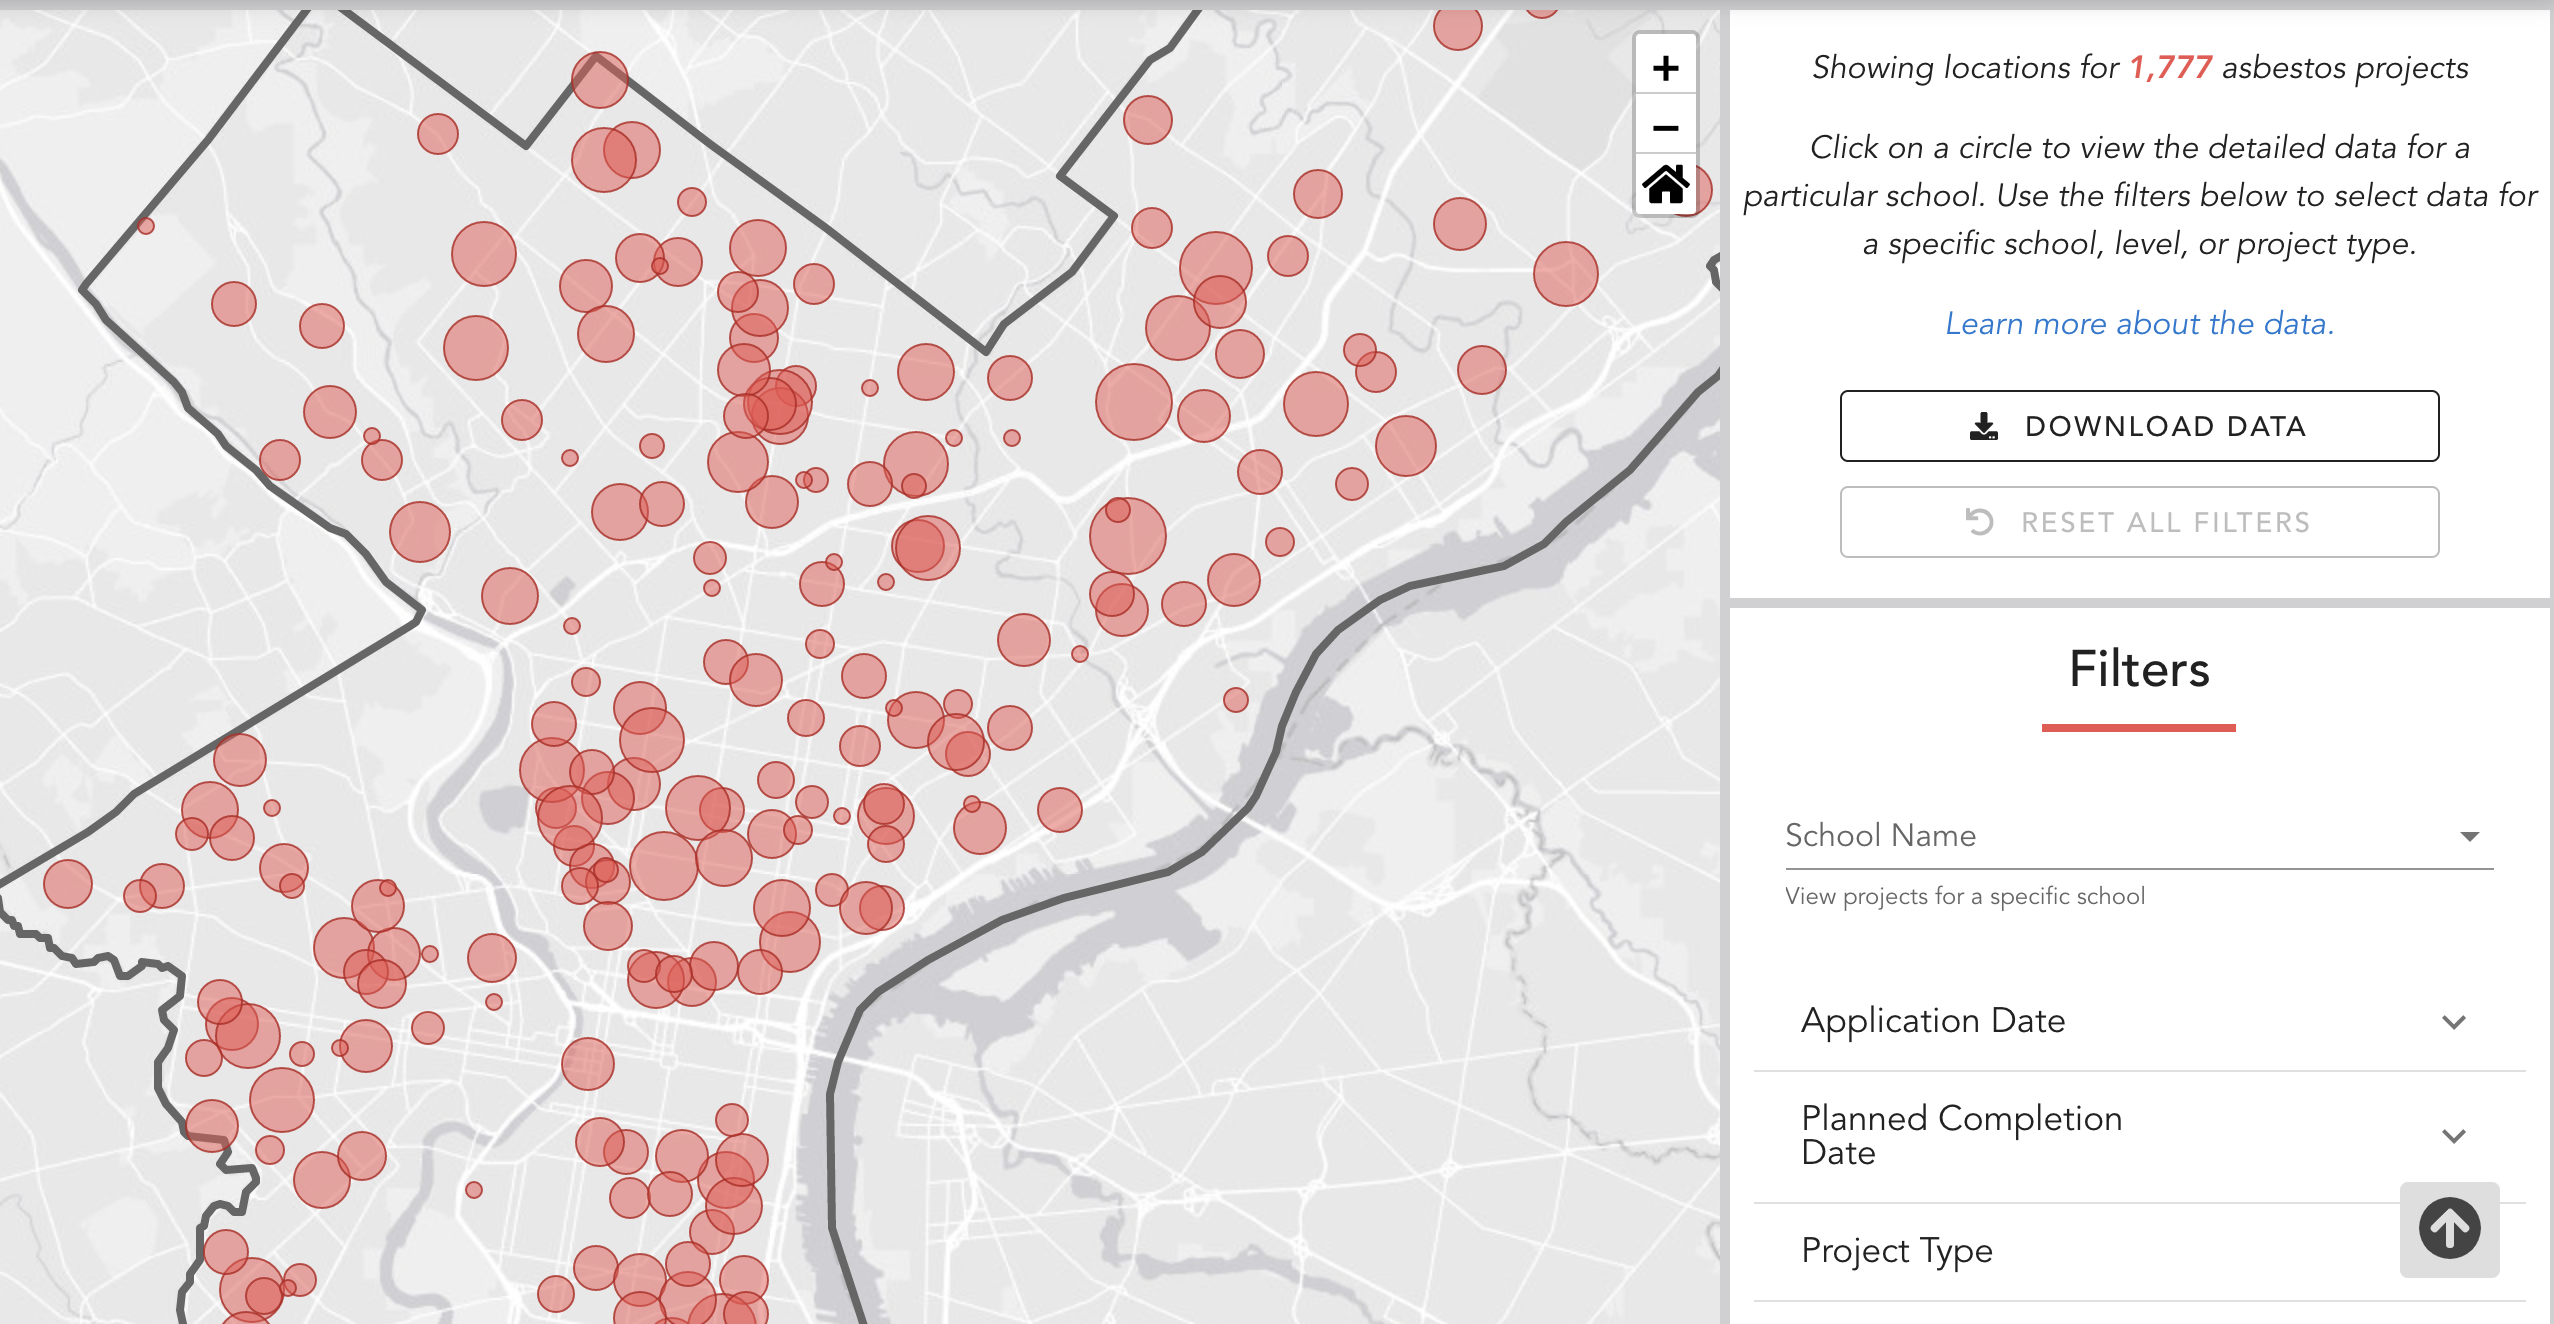 +
−
Showing locations for 1,777 asbestos projects
Click on a circle to view the detailed data for a
particular school. Use the filters below to select data for
a specific school, level, or project type.
Learn more about the data.
DOWNLOAD DATA
RESET ALL FILTERS
Filters
School Name
View projects for a specific school
Application Date
Planned Completion
Date
Project Type